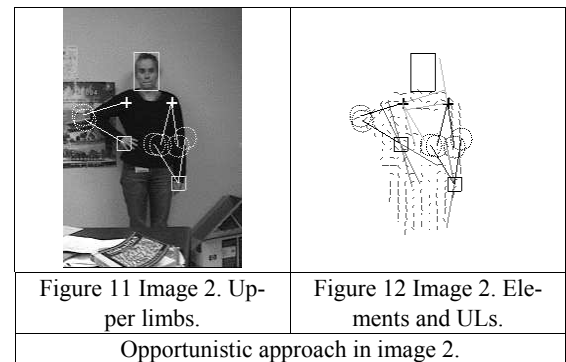 Figure 11 Image 2. Up-
per limbs.
Figure 12 Image 2. Ele-
ments and ULs.
Opportunistic approach in image 2.